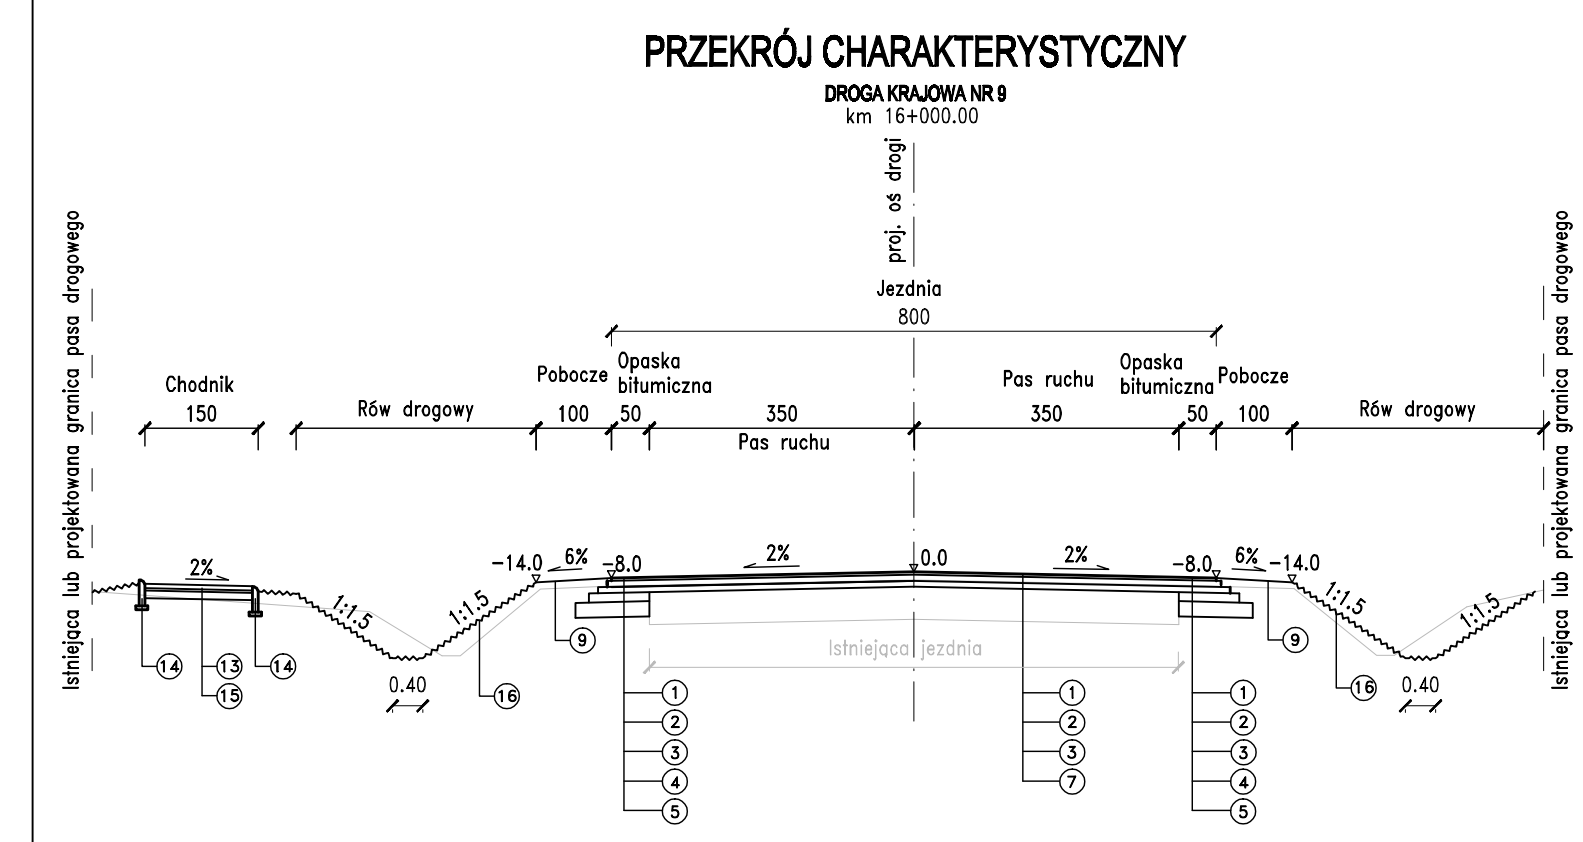 PRZEKRÓJ CHARAKTERYSTYCZNY
DROGA KRAJOWA NR 9
km 16+000.00
proj. oś drogi
Istniejąca lub projektowana granica pasa drogowego
Istniejąca lub projektowana granica pasa drogowego
Jezdnia
800
Chodnik
150
Rów drogowy
Pobocze
100
Opaska
bitumiczna
50
350
Pas ruchu
Pas ruchu
350
Opaska
bitumiczna
50
Pobocze
100
Rów drogowy
2%
1:1.5
1:1.5
-14.0
6%
-8.0
2%
0.0
2%
-8.0
6%
-14.0
1:1.5
1:1.5
Istniejąca jezdnia
14
13
14
15
0.40
16
9
1
2
3
4
5
1
2
3
7
1
2
3
4
5
9
16
0.40